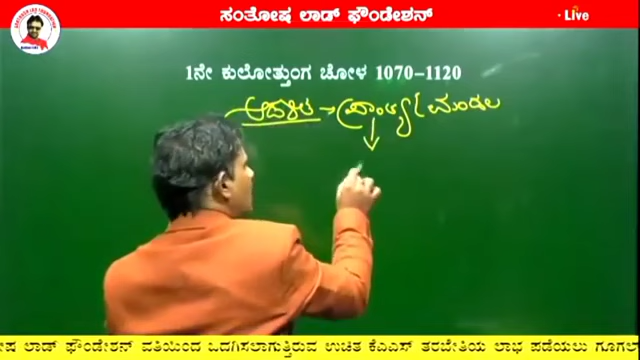 ಸಂತೋಷ ಲಾಡ್ ಫೌಂಡೇಶನ್
Live
1ನೇ ಕುಲೋತ್ತುಂಗ ಚೋಳ 1070-1120
ಆಡಳಿತ → ಪ್ರಾಂತ್ಯ / ಮಂಡಲ
ಲಾಡ್ ಫೌಂಡೇಶನ್ ವತಿಯಿಂದ ಒದಗಿಸಲಾಗುತ್ತಿರುವ ಉಚಿತ ಕೆಎಎಸ್ ತರಬೇತಿಯ ಲಾಭ ಪಡೆಯಲು